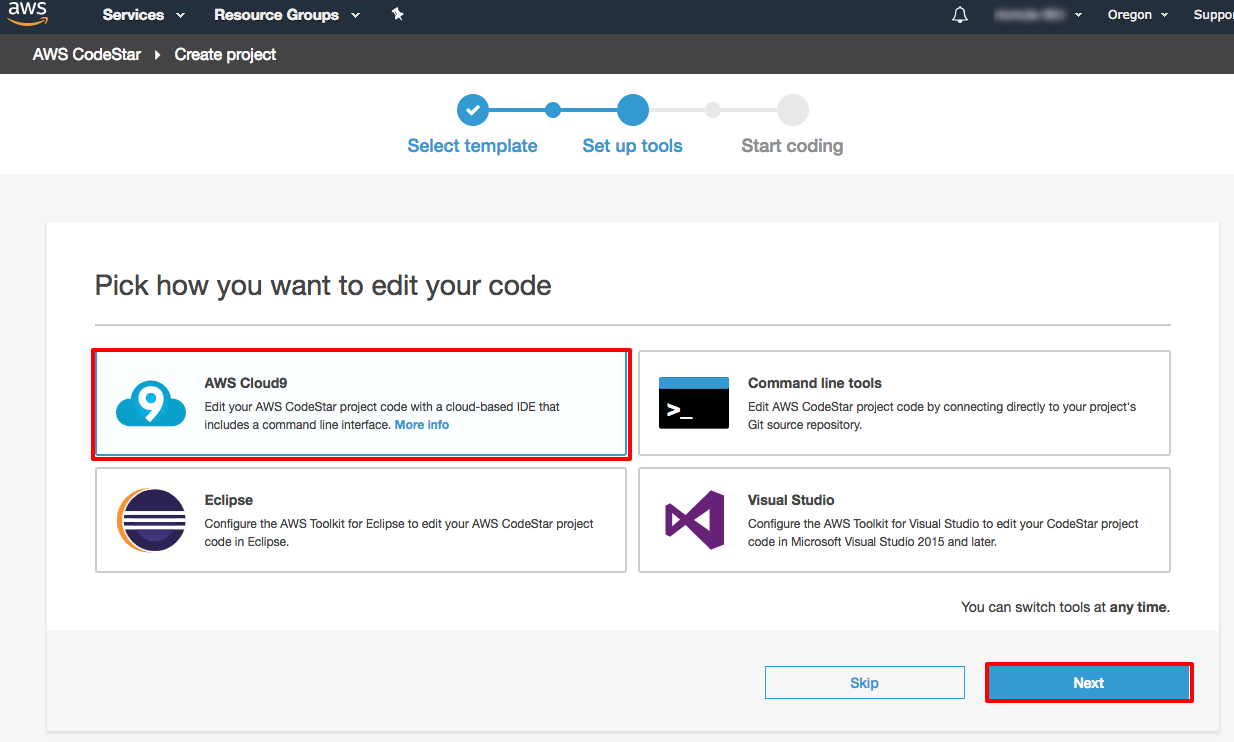 aws Services Resource Groups Oregon Suppor
AWS CodeStar Create project
Select template Set up tools Start coding
Pick how you want to edit your code
9
AWS Cloud9
Edit your AWS CodeStar project code with a cloud-based IDE that
includes a command line interface. More info
>_
Command line tools
Edit AWS CodeStar project code by connecting directly to your project's
Git source repository.
Eclipse
Configure the AWS Toolkit for Eclipse to edit your AWS CodeStar project
code in Eclipse.
Visual Studio
Configure the AWS Toolkit for Visual Studio to edit your CodeStar project
code in Microsoft Visual Studio 2015 and later.
You can switch tools at any time.
Skip Next